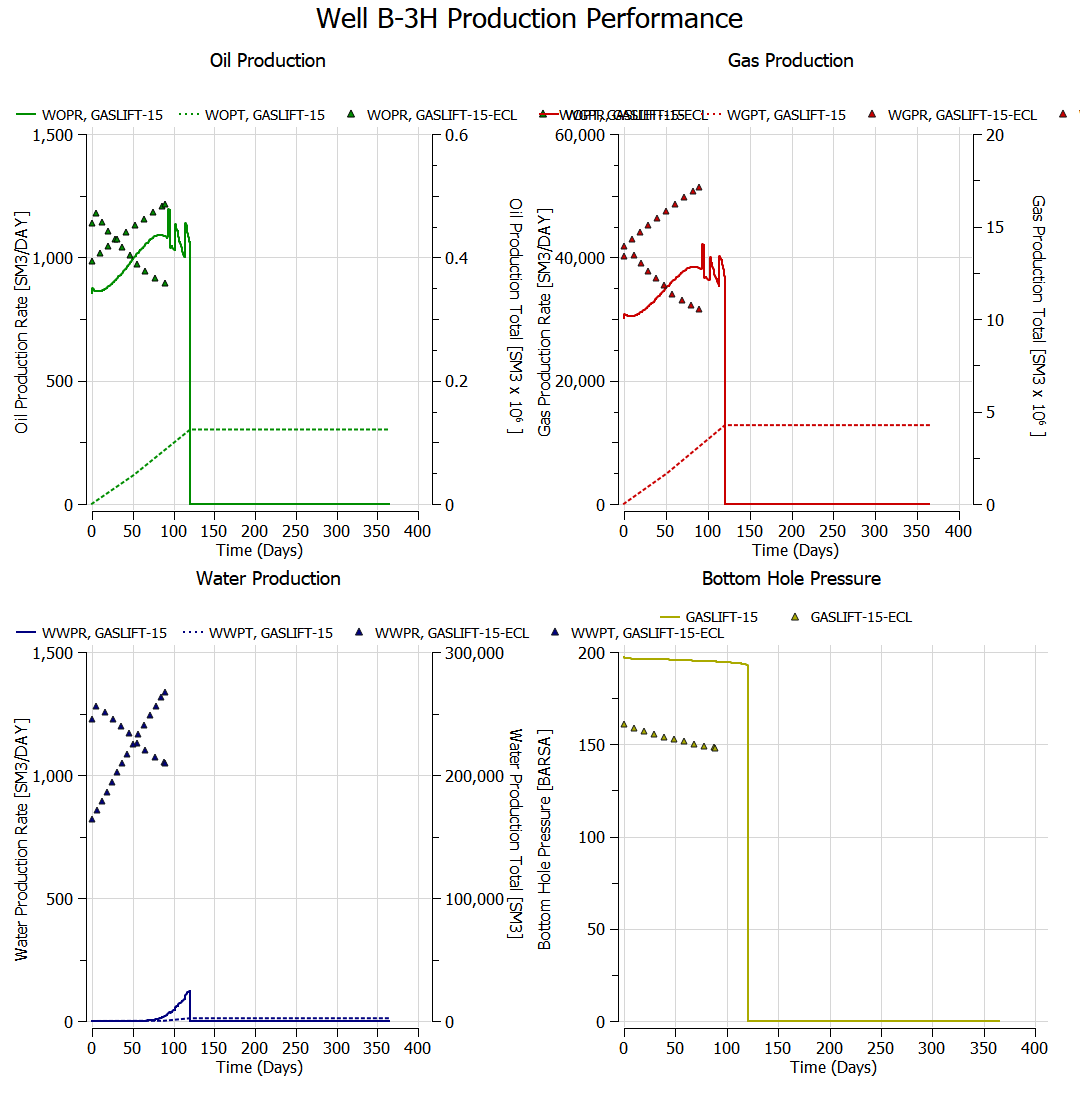 Well B-3H Production Performance
Oil Production
WOPR, GASLIFT-15 WOPT, GASLIFT-15 WOPR, GASLIFT-15-ECL WOPT, GASLIFT-15-ECL
1,500
1,000
500
0
Oil Production Rate [SM3/DAY]
0.6
0.4
0.2
0
Oil Production Total [SM3 x 10⁶ ]
0 50 100 150 200 250 300 350 400
Time (Days)
Gas Production
WGPR, GASLIFT-15 WGPT, GASLIFT-15 WGPR, GASLIFT-15-ECL
60,000
40,000
20,000
0
Gas Production Rate [SM3/DAY]
20
15
10
5
0
Gas Production Total [SM3 x 10⁶ ]
0 50 100 150 200 250 300 350 400
Time (Days)
Water Production
WWPR, GASLIFT-15 WWPT, GASLIFT-15 WWPR, GASLIFT-15-ECL WWPT, GASLIFT-15-ECL
1,500
1,000
500
0
Water Production Rate [SM3/DAY]
300,000
200,000
100,000
0
Water Production Total [SM3]
0 50 100 150 200 250 300 350 400
Time (Days)
Bottom Hole Pressure
GASLIFT-15 GASLIFT-15-ECL
200
150
100
50
0
Bottom Hole Pressure [BARSA]
0 50 100 150 200 250 300 350 400
Time (Days)